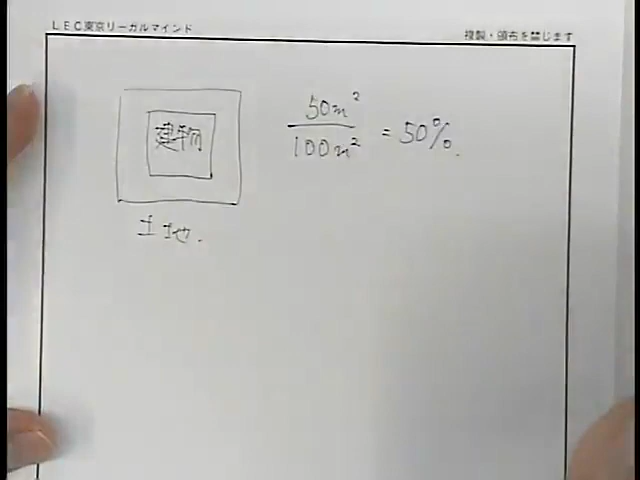 LEC東京リーガルマインド
複製・頒布を禁じます
建物
土地.
50m²
100m²
= 50%.